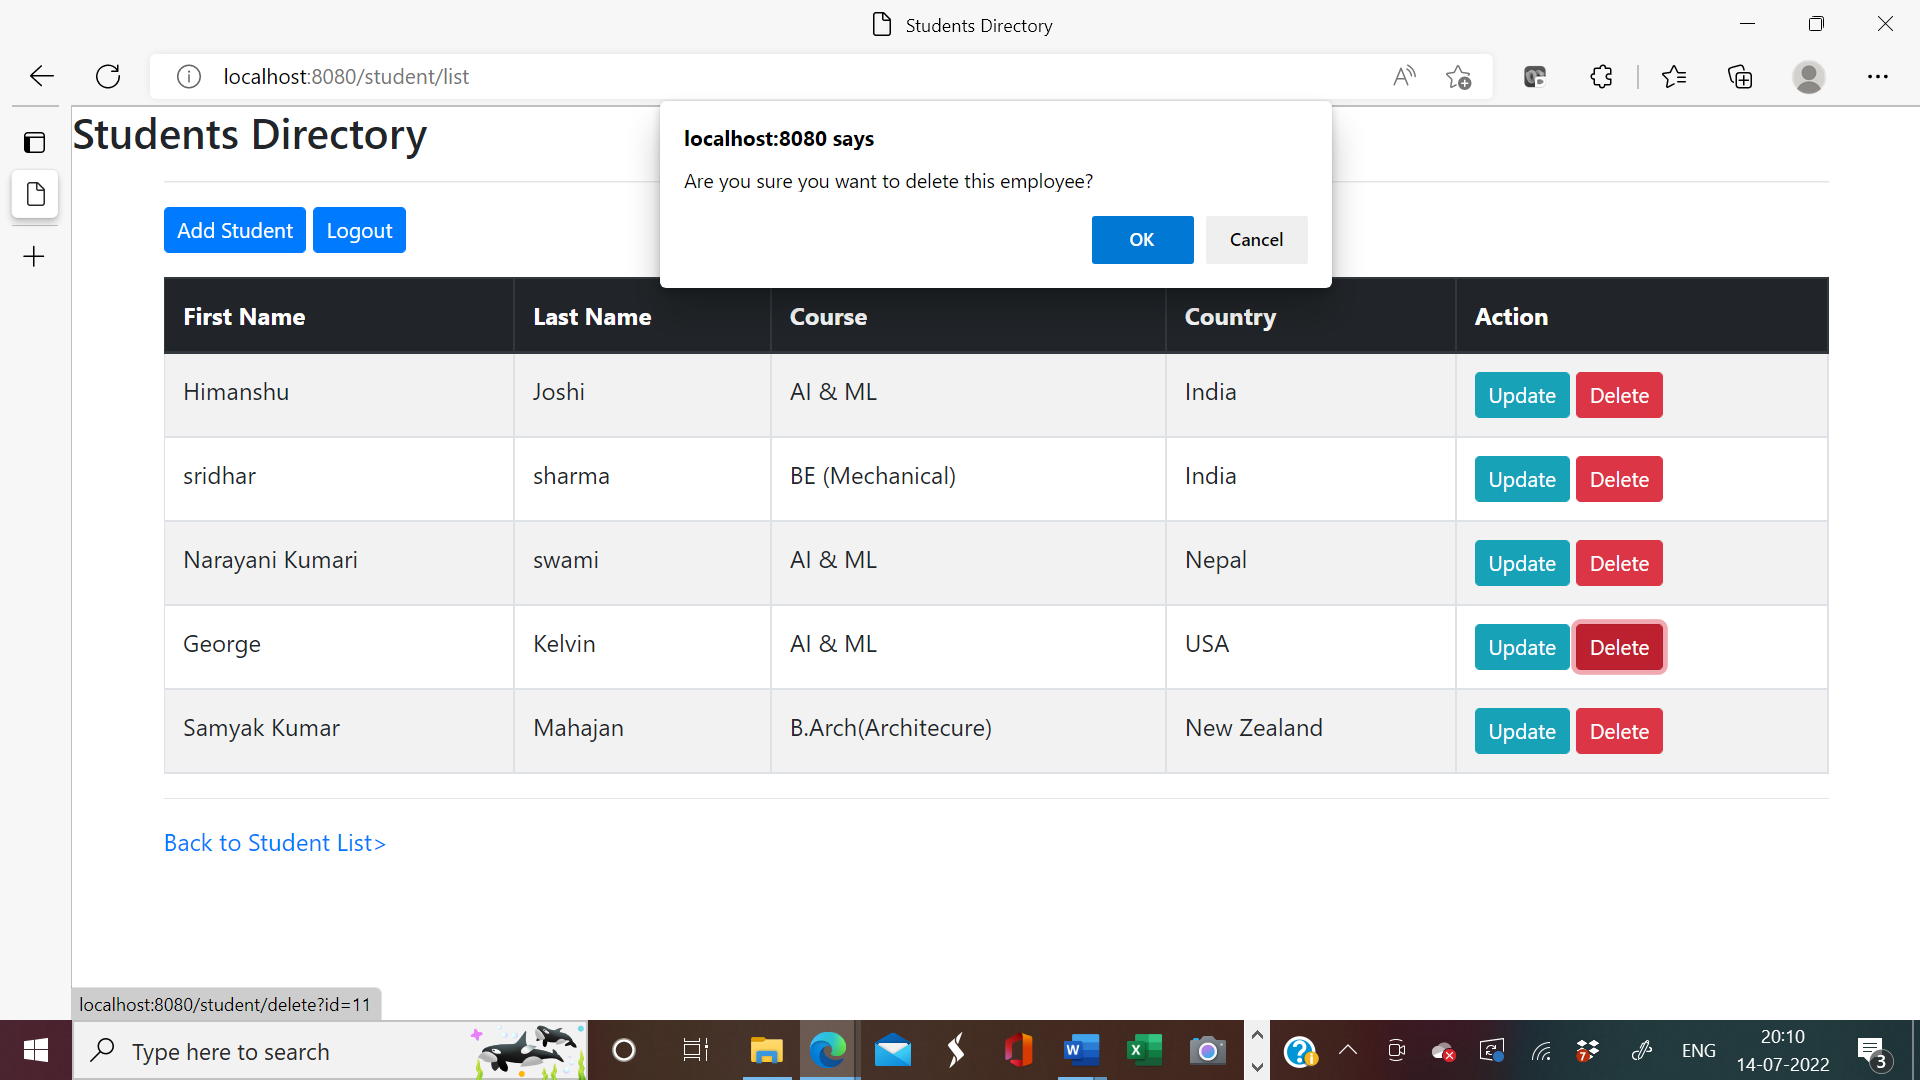 Students Directory
localhost:8080/student/list
Students Directory
localhost:8080 says
Are you sure you want to delete this employee?
OK Cancel
Add Student Logout
First Name Last Name Course Country Action
Himanshu Joshi AI & ML India Update Delete
sridhar sharma BE (Mechanical) India Update Delete
Narayani Kumari swami AI & ML Nepal Update Delete
George Kelvin AI & ML USA Update Delete
Samyak Kumar Mahajan B.Arch(Architecure) New Zealand Update Delete
Back to Student List>
localhost:8080/student/delete?id=11
Type here to search
7
ENG
20:10
14-07-2022
3